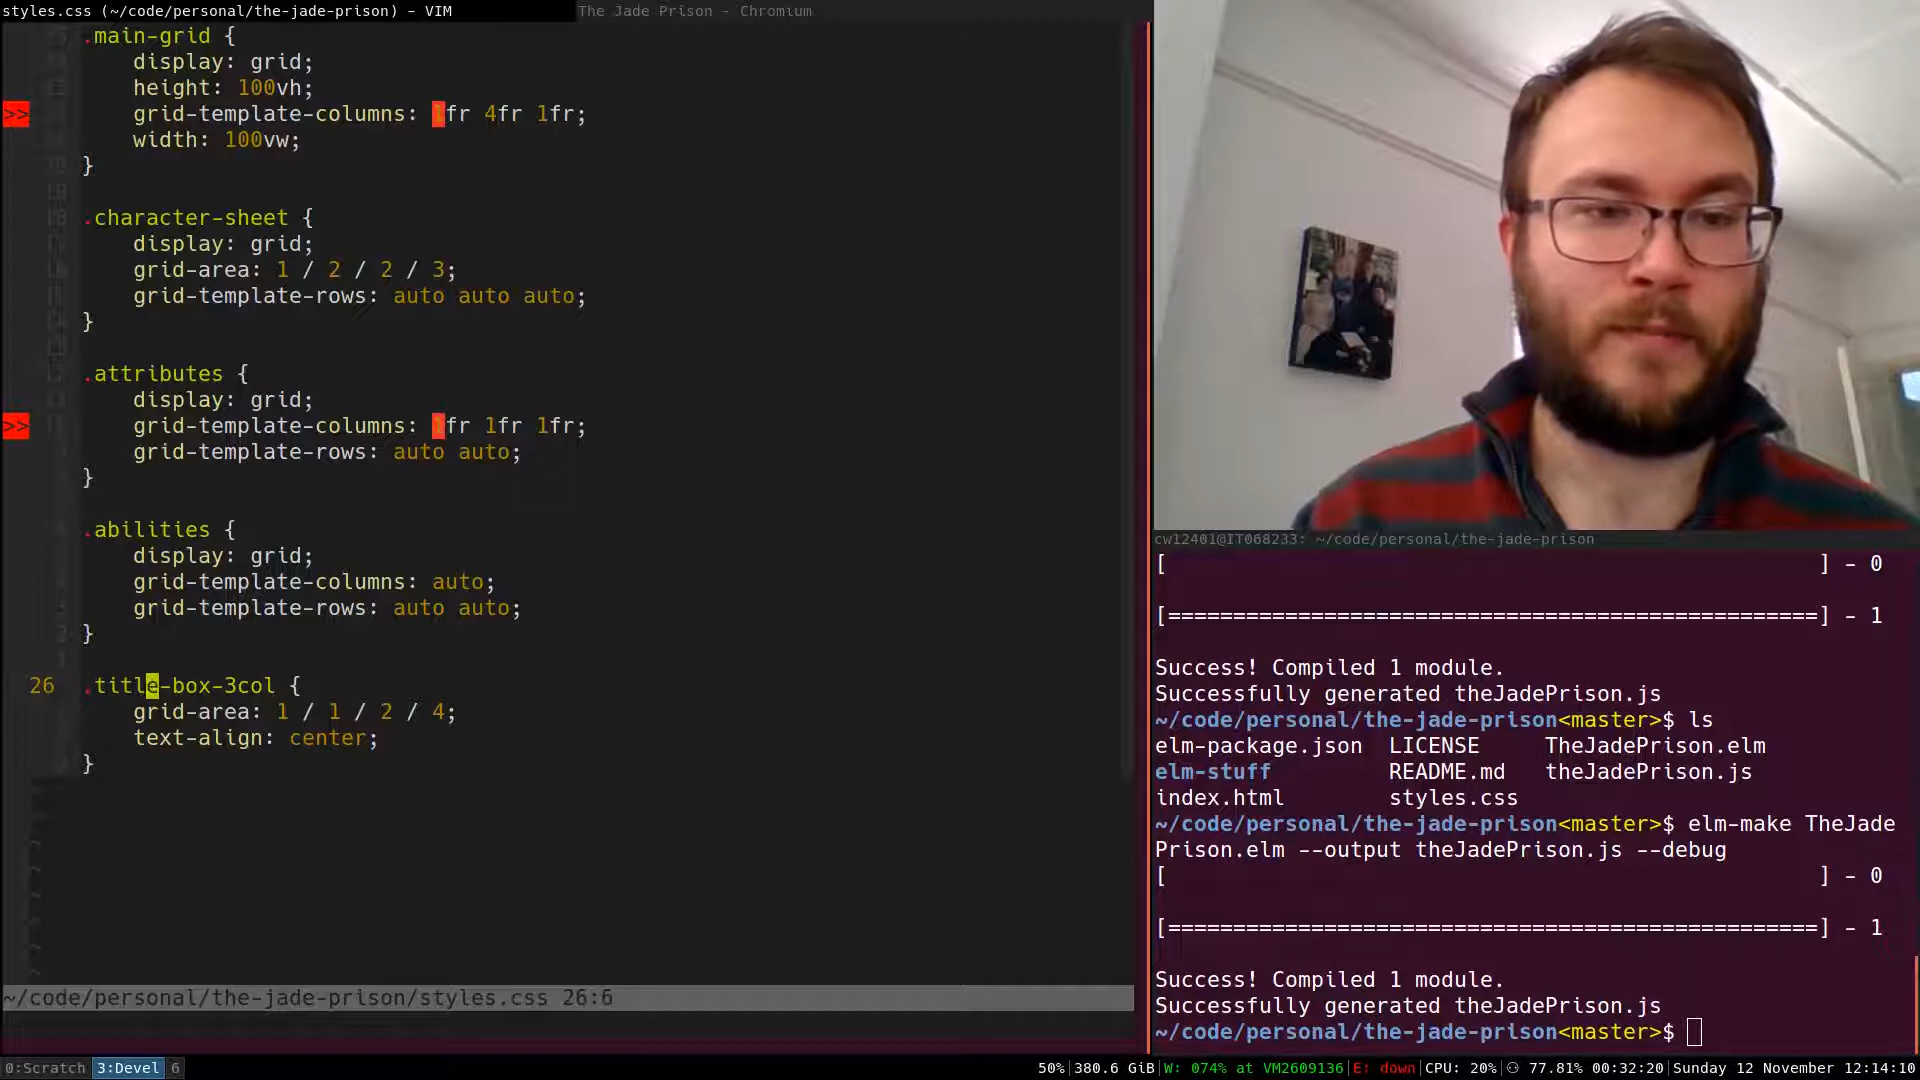 styles.css (~/code/personal/the-jade-prison) - VIM
The Jade Prison - Chromium
.main-grid {
display: grid;
height: 100vh;
>> grid-template-columns: 1fr 4fr 1fr;
width: 100vw;
}
.character-sheet {
display: grid;
grid-area: 1 / 2 / 2 / 3;
grid-template-rows: auto auto auto;
}
.attributes {
display: grid;
>> grid-template-columns: 1fr 1fr 1fr;
grid-template-rows: auto auto;
}
.abilities {
display: grid;
grid-template-columns: auto;
grid-template-rows: auto auto;
}
26 .title-box-3col {
grid-area: 1 / 1 / 2 / 4;
text-align: center;
}
~/code/personal/the-jade-prison/styles.css 26:6
cw12401@IT068233: ~/code/personal/the-jade-prison
[ ] - 0
[==================================================] - 1
Success! Compiled 1 module.
Successfully generated theJadePrison.js
~/code/personal/the-jade-prison<master>$ ls
elm-package.json LICENSE TheJadePrison.elm
elm-stuff README.md theJadePrison.js
index.html styles.css
~/code/personal/the-jade-prison<master>$ elm-make TheJade
Prison.elm --output theJadePrison.js --debug
[ ] - 0
[==================================================] - 1
Success! Compiled 1 module.
Successfully generated theJadePrison.js
~/code/personal/the-jade-prison<master>$
0:Scratch 3:Devel 6
50%|380.6 GiB|W: 074% at VM2609136|E: down|CPU: 20%|⚇ 77.81% 00:32:20|Sunday 12 November 12:14:10